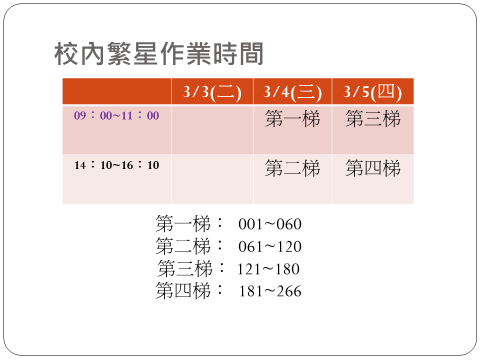 校內繁星作業時間
3/3(二) 3/4(三) 3/5(四)
09：00~11：00 第一梯 第三梯
14：10~16：10 第二梯 第四梯
第一梯： 001~060
第二梯： 061~120
第三梯： 121~180
第四梯： 181~266